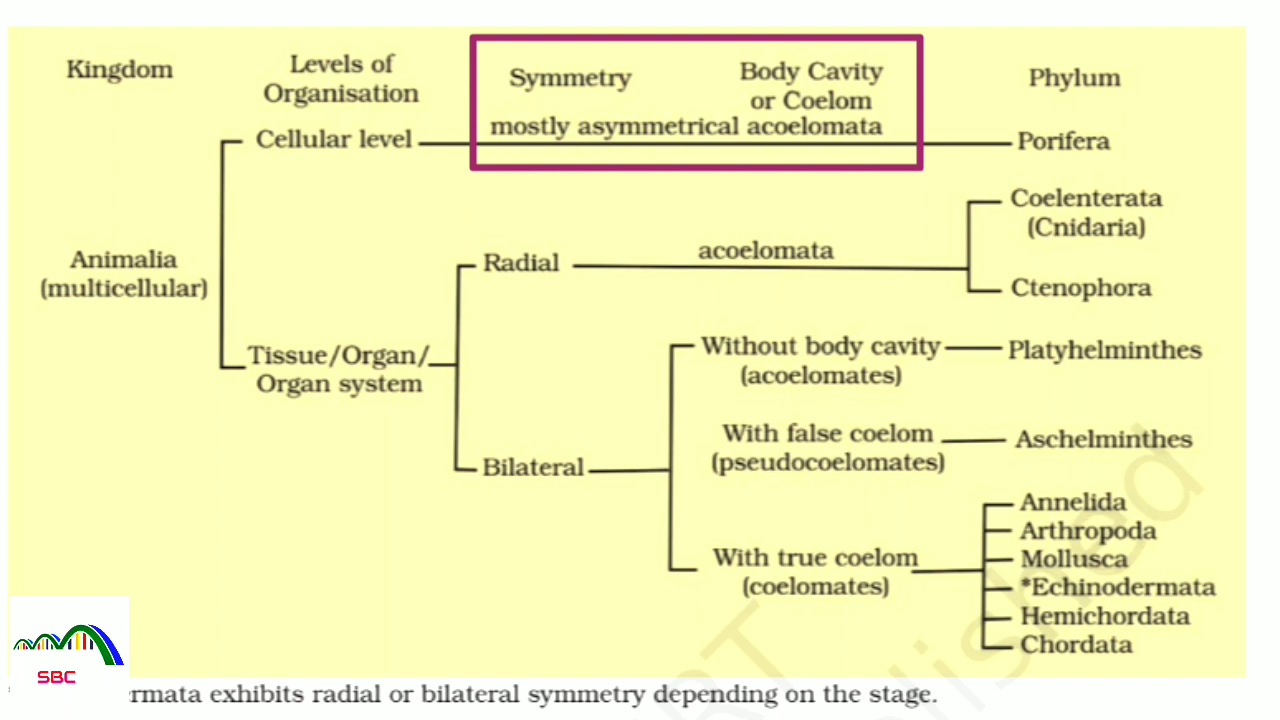 Kingdom
Levels of
Organisation
Symmetry
Body Cavity
or Coelom
Phylum
mostly asymmetrical acoelomata
Cellular level
Porifera
Coelenterata
(Cnidaria)
Radial
acoelomata
Animalia
(multicellular)
Ctenophora
Tissue/Organ/
Organ system
Without body cavity
(acoelomates)
Platyhelminthes
With false coelom
(pseudocoelomates)
Aschelminthes
Bilateral
Annelida
Arthropoda
With true coelom
(coelomates)
Mollusca
*Echinodermata
Hemichordata
Chordata
SBC
ermata exhibits radial or bilateral symmetry depending on the stage.